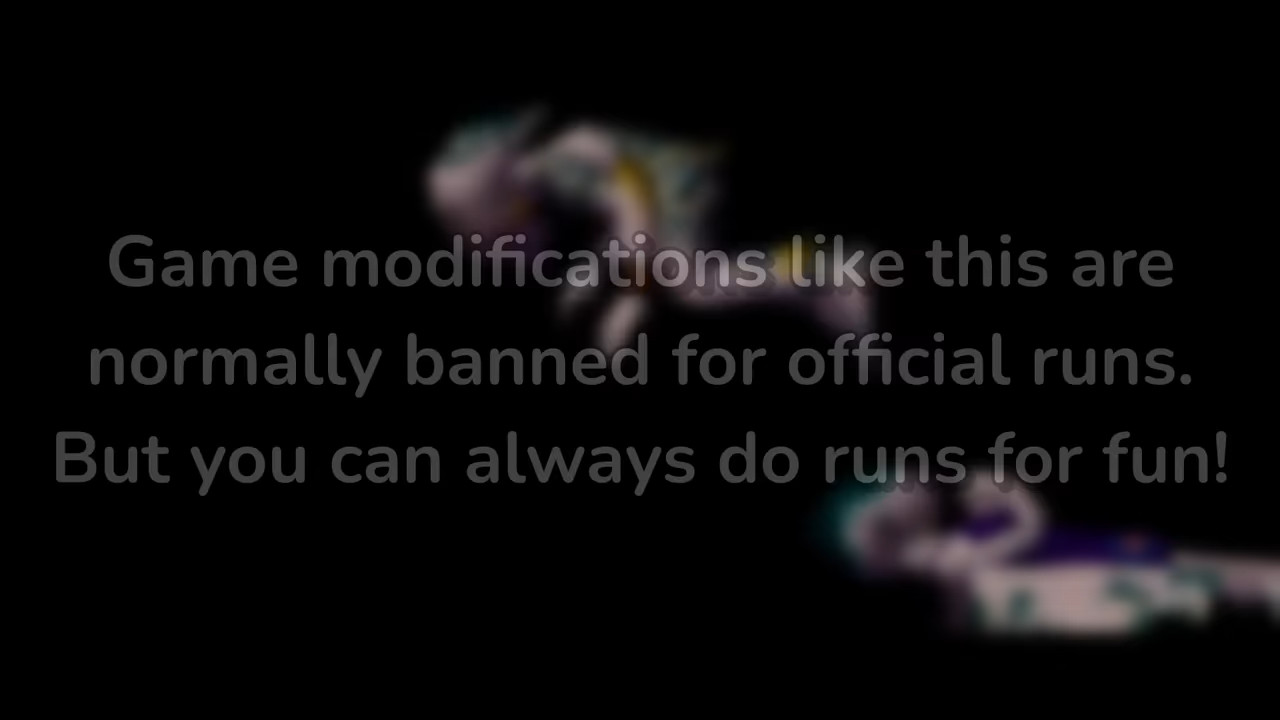 Game modifications like this are
normally banned for official runs.
But you can always do runs for fun!